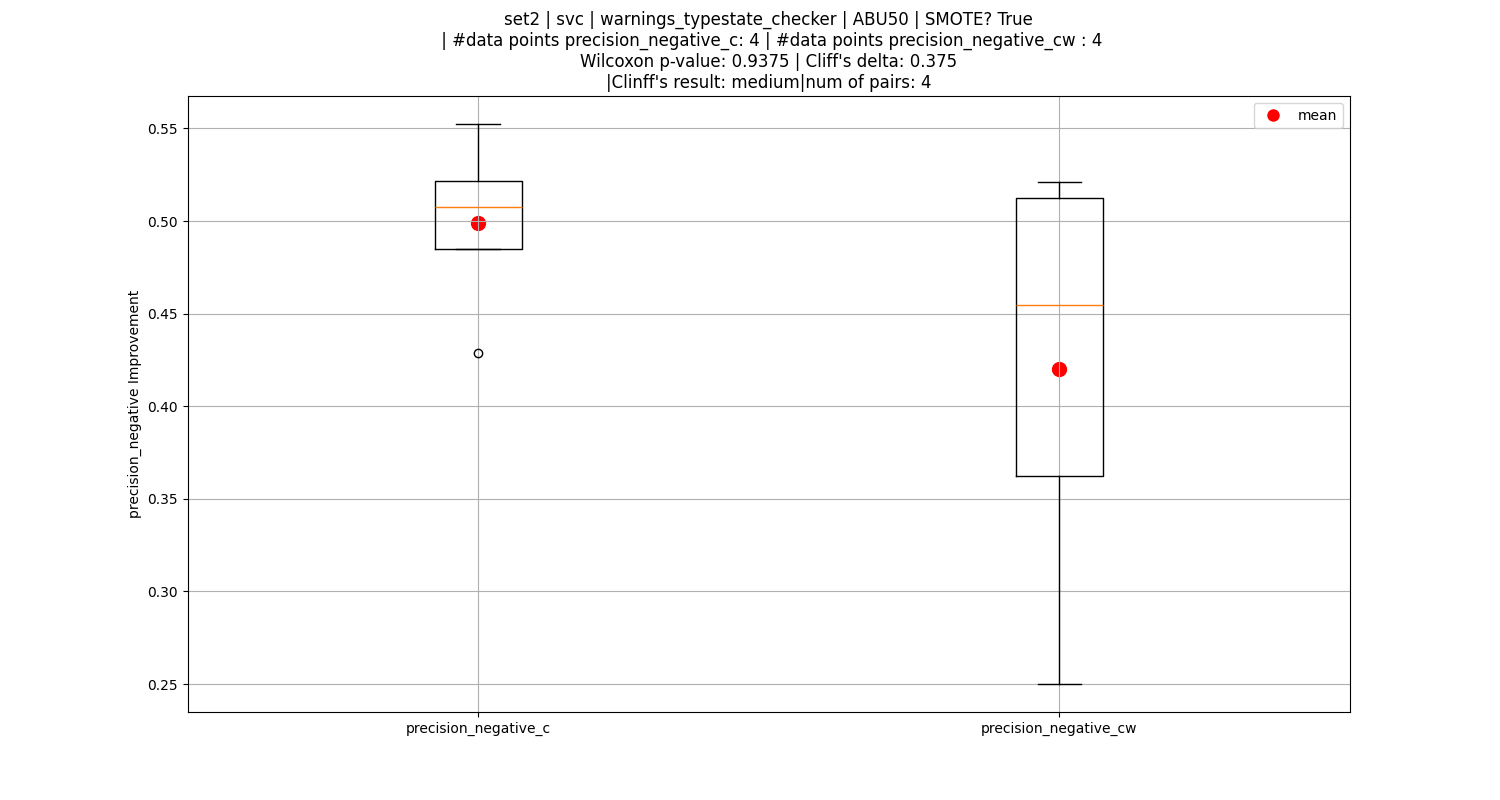 set2 | svc | warnings_typestate_checker | ABU50 | SMOTE? True
| #data points precision_negative_c: 4 | #data points precision_negative_cw : 4
Wilcoxon p-value: 0.9375 | Cliff's delta: 0.375
|Clinff's result: medium|num of pairs: 4
mean
0.55
0.50
0.45
0.40
0.35
0.30
0.25
precision_negative Improvement
precision_negative_c
precision_negative_cw